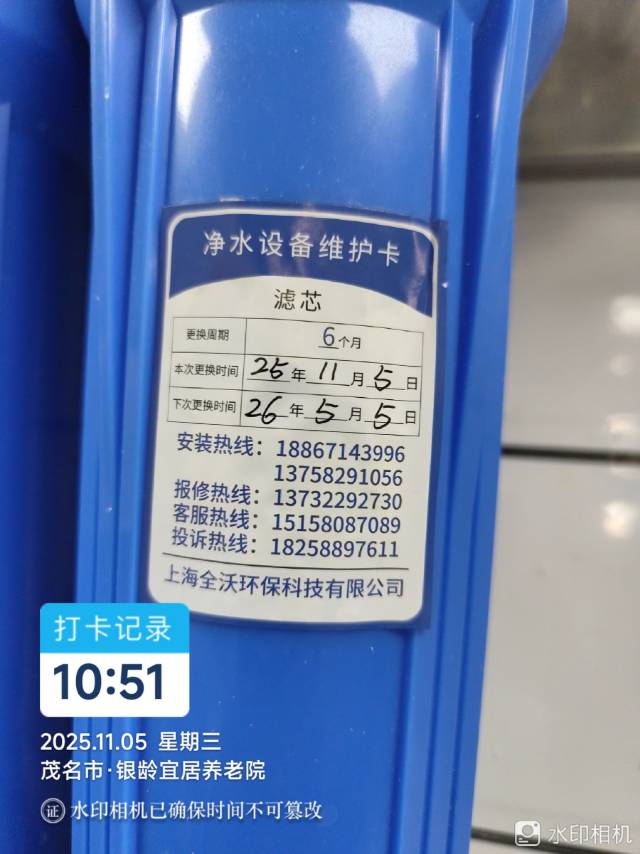 净水设备维护卡
滤芯
更换周期 6个月
本次更换时间 25年11月5日
下次更换时间 26年5月5日
安装热线：18867143996
13758291056
报修热线：13732292730
客服热线：15158087089
投诉热线：18258897611
上海全沃环保科技有限公司
打卡记录
10:51
2025.11.05 星期三
茂名市·银龄宜居养老院
证 水印相机已确保时间不可篡改
水印相机